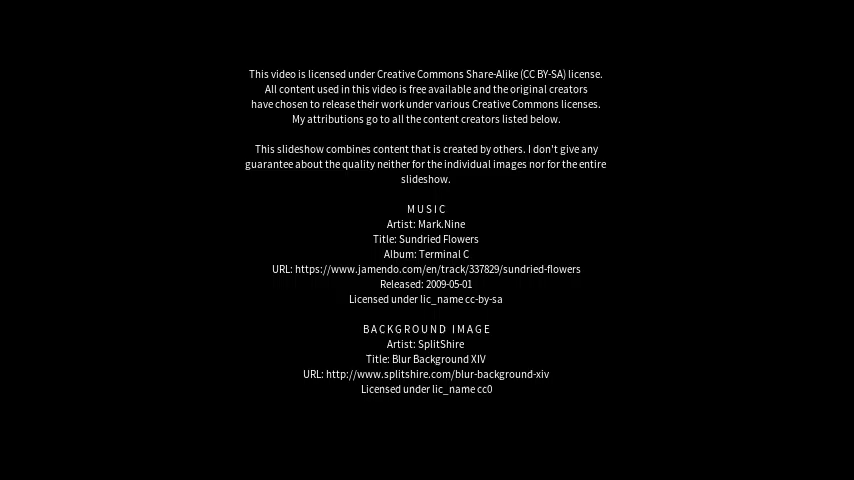 This video is licensed under Creative Commons Share-Alike (CC BY-SA) license.
All content used in this video is free available and the original creators
have chosen to release their work under various Creative Commons licenses.
My attributions go to all the content creators listed below.
This slideshow combines content that is created by others. I don't give any
guarantee about the quality neither for the individual images nor for the entire
slideshow.
MUSIC
Artist: Mark.Nine
Title: Sundried Flowers
Album: Terminal C
URL: https://www.jamendo.com/en/track/337829/sundried-flowers
Released: 2009-05-01
Licensed under lic_name cc-by-sa
BACKGROUND IMAGE
Artist: SplitShire
Title: Blur Background XIV
URL: http://www.splitshire.com/blur-background-xiv
Licensed under lic_name cc0